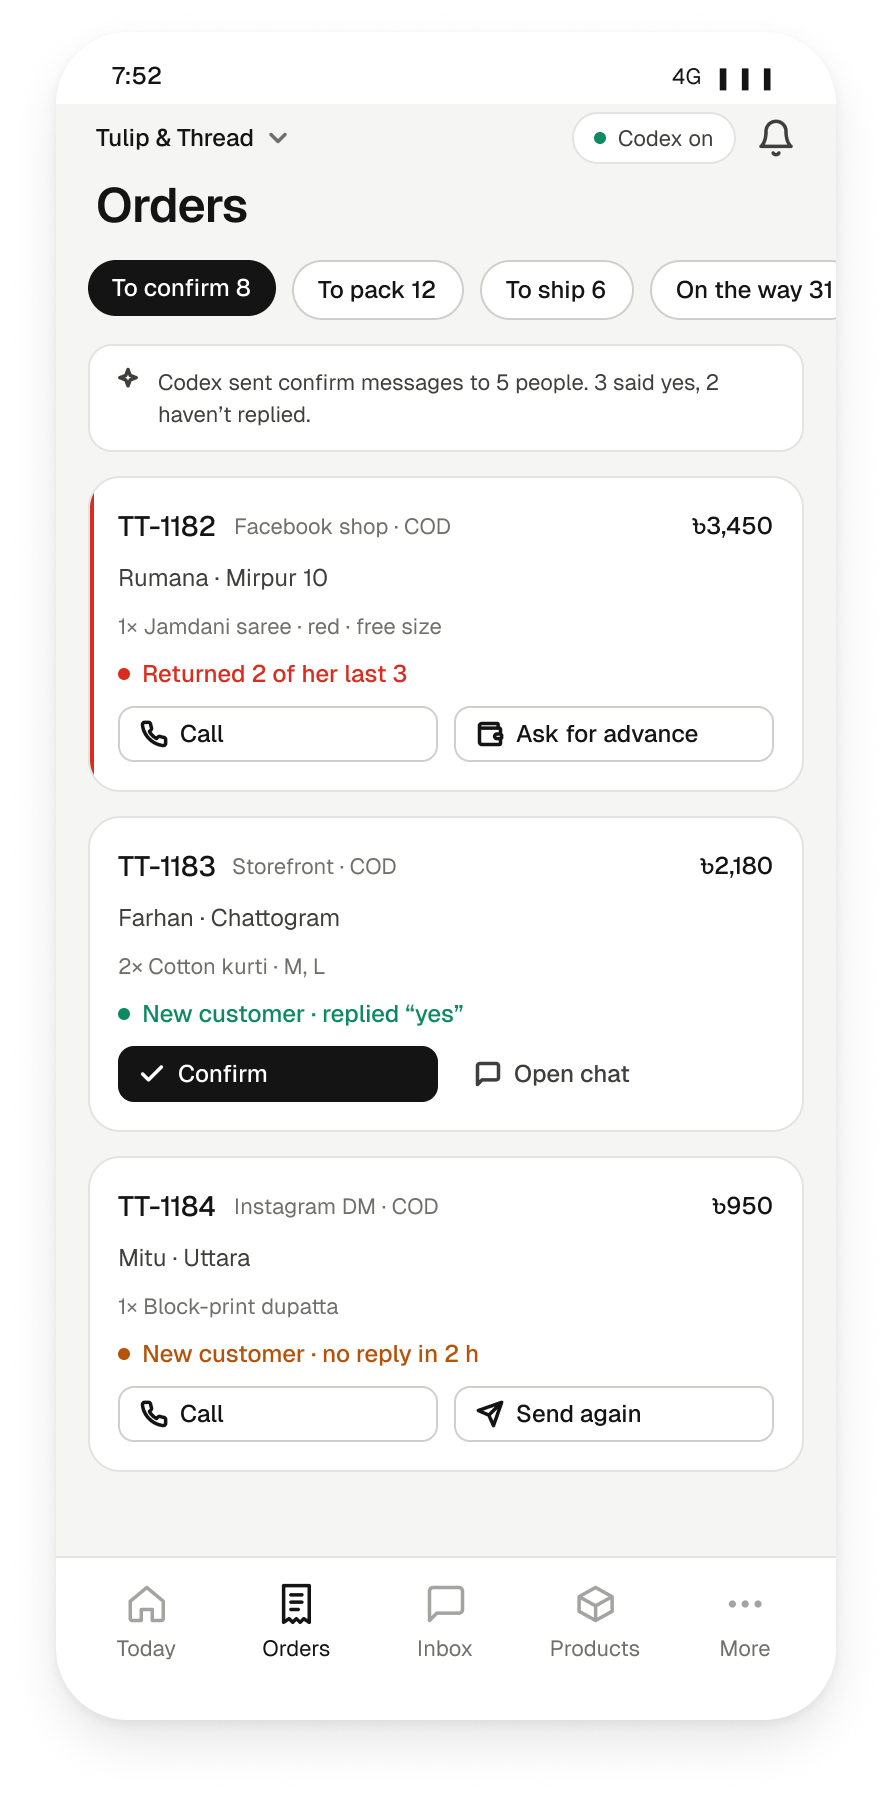 7:52
4G
Tulip & Thread
Codex on
Orders
To confirm 8
To pack 12
To ship 6
On the way 31
Codex sent confirm messages to 5 people. 3 said yes, 2
haven’t replied.
TT-1182 Facebook shop · COD ৳3,450
Rumana · Mirpur 10
1× Jamdani saree · red · free size
Returned 2 of her last 3
Call
Ask for advance
TT-1183 Storefront · COD ৳2,180
Farhan · Chattogram
2× Cotton kurti · M, L
New customer · replied “yes”
Confirm
Open chat
TT-1184 Instagram DM · COD ৳950
Mitu · Uttara
1× Block-print dupatta
New customer · no reply in 2 h
Call
Send again
Today
Orders
Inbox
Products
More